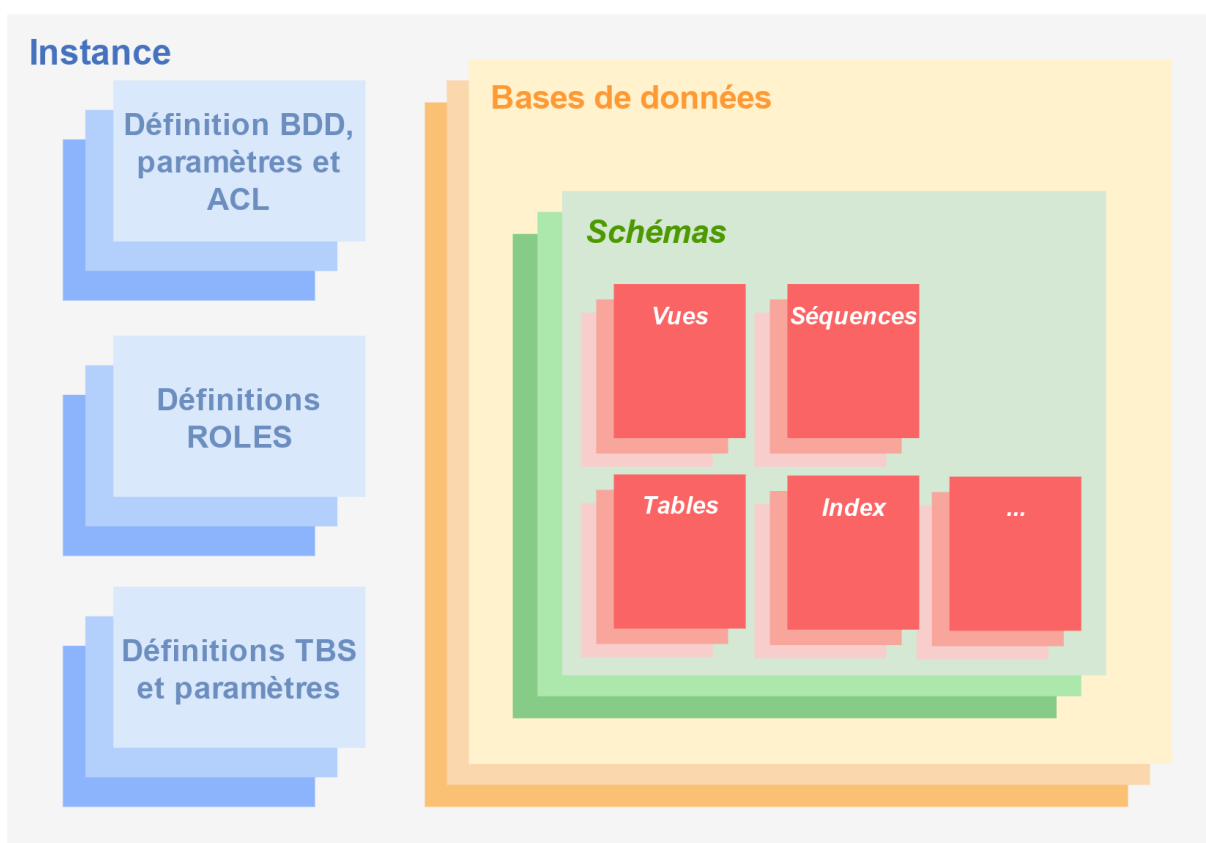 Instance
Définition BDD,
paramètres et
ACL
Définitions
ROLES
Définitions TBS
et paramètres
Bases de données
Schémas
Vues
Séquences
Tables
Index
...